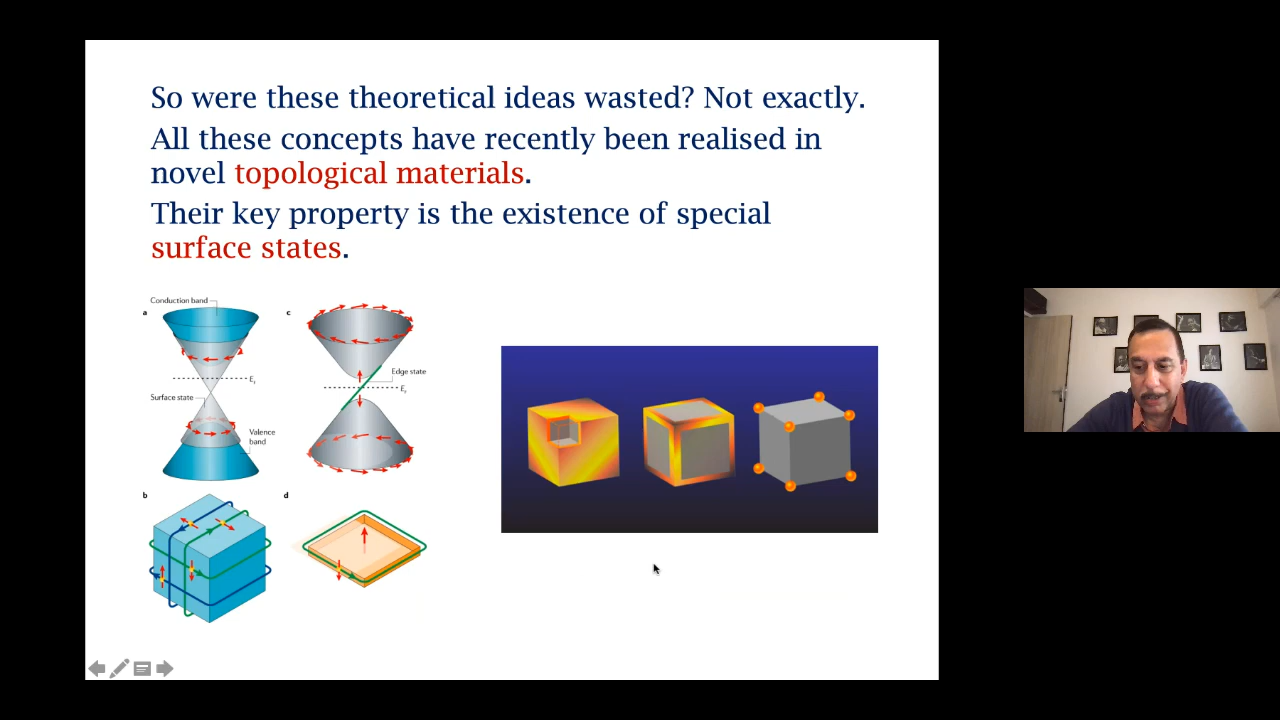 So were these theoretical ideas wasted? Not exactly.
All these concepts have recently been realised in
novel topological materials.
Their key property is the existence of special
surface states.
Conduction band
a
c
Edge state
E
F
E
F
Surface state
Valence
band
b
d